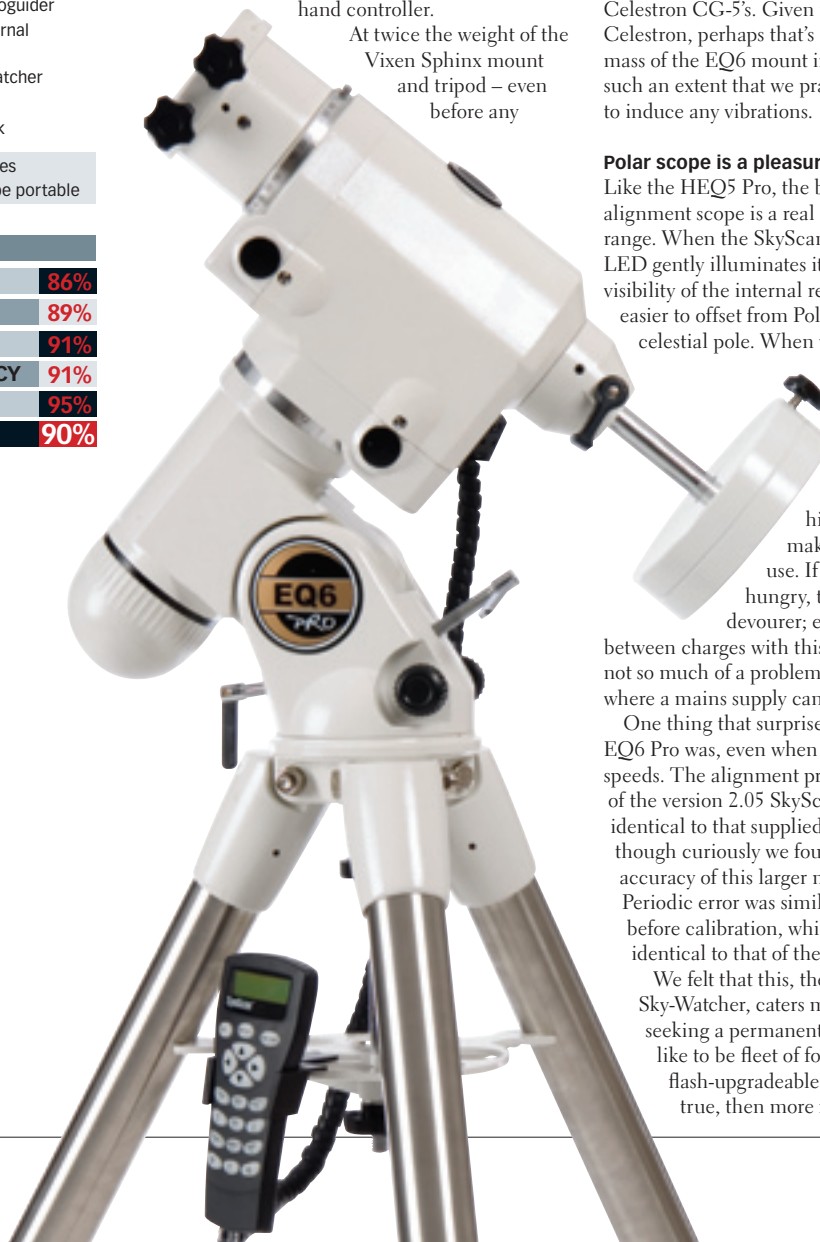 oguider
rnal
atcher
k
es
pe portable
86%
89%
91%
CY 91%
95%
90%
hand controller.
At twice the weight of the
Vixen Sphinx mount
and tripod – even
before any
Celestron CG-5’s. Given
Celestron, perhaps that’s
mass of the EQ6 mount i
such an extent that we pra
to induce any vibrations.
Polar scope is a pleasur
Like the HEQ5 Pro, the b
alignment scope is a real
range. When the SkyScan
LED gently illuminates it
visibility of the internal re
easier to offset from Pol
celestial pole. When
hi
mak
use. If
hungry, t
devourer; e
between charges with this
not so much of a problem
where a mains supply can
One thing that surprise
EQ6 Pro was, even when
speeds. The alignment pr
of the version 2.05 SkySc
identical to that supplied
though curiously we fou
accuracy of this larger m
Periodic error was simil
before calibration, whi
identical to that of the
We felt that this, the
Sky-Watcher, caters m
seeking a permanent
like to be fleet of fo
flash-upgradeable
true, then more
EQ6
PRO